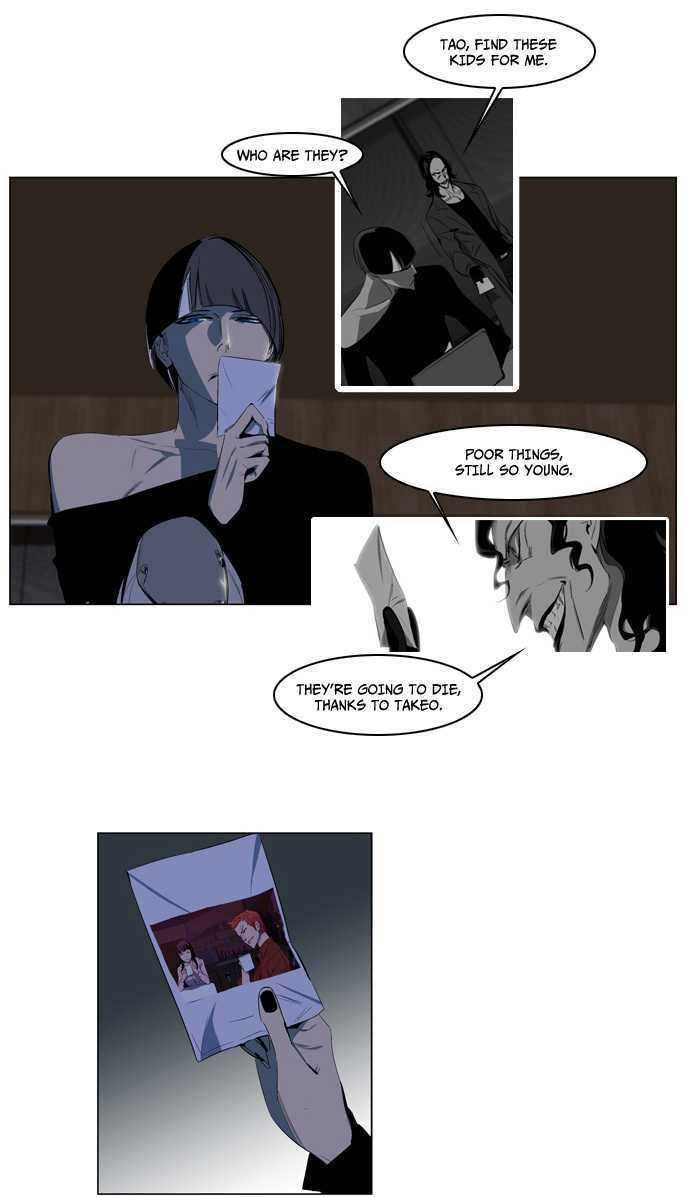 TAO, FIND THESE
KIDS FOR ME.
WHO ARE THEY?
POOR THINGS,
STILL SO YOUNG.
THEY'RE GOING TO DIE,
THANKS TO TAKEO.